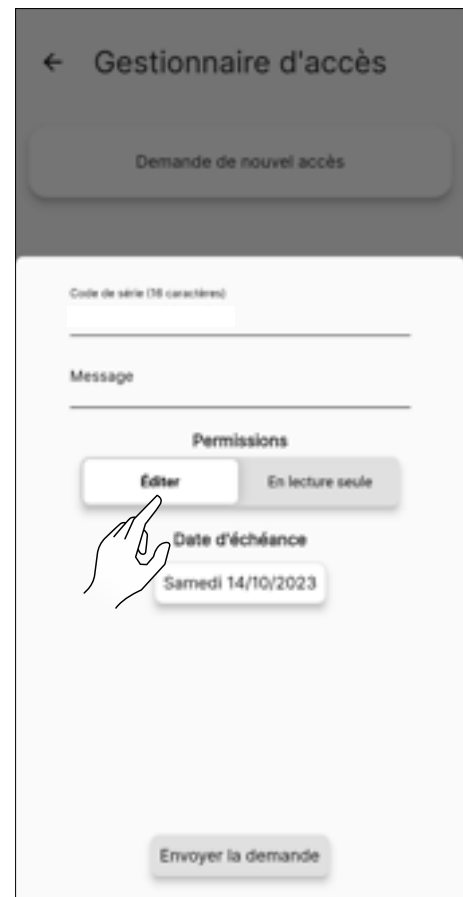 Gestionnaire d'accès
Demande de nouvel accès
Code de série (16 caractères)
Message
Permissions
Éditer En lecture seule
Date d'échéance
Samedi 14/10/2023
Envoyer la demande